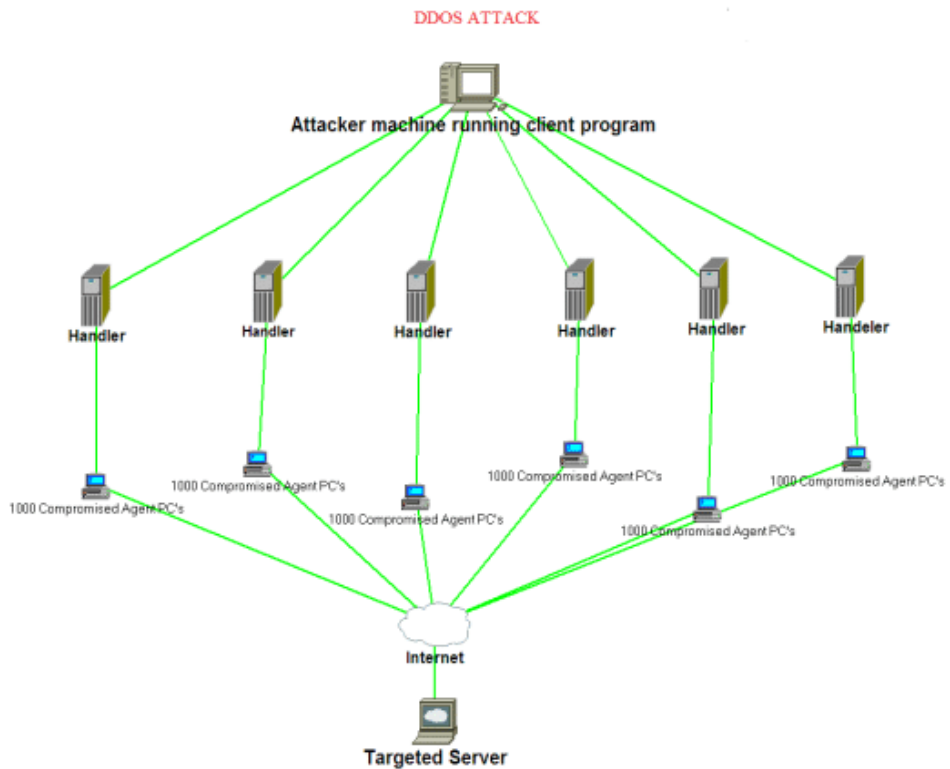 DDOS ATTACK
Attacker machine running client program
Handler
Handler
Handler
Handler
Handler
Handeler
1000 Compromised Agent PC's
1000 Compromised Agent PC's
1000 Compromised Agent PC's
1000 Compromised Agent PC's
1000 Compromised Agent PC's
1000 Compromised Agent PC's
Internet
Targeted Server